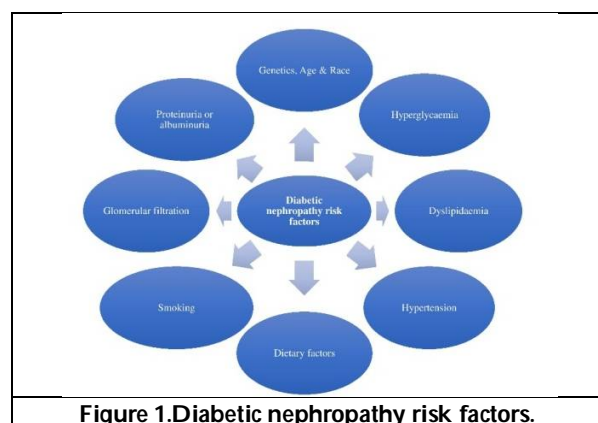 Genetics, Age & Race
Hyperglycaemia
Dyslipidaemia
Hypertension
Dietary factors
Smoking
Glomerular filtration
Proteinuria or
albuminuria
Diabetic
nephropathy risk
factors
Figure 1.Diabetic nephropathy risk factors.